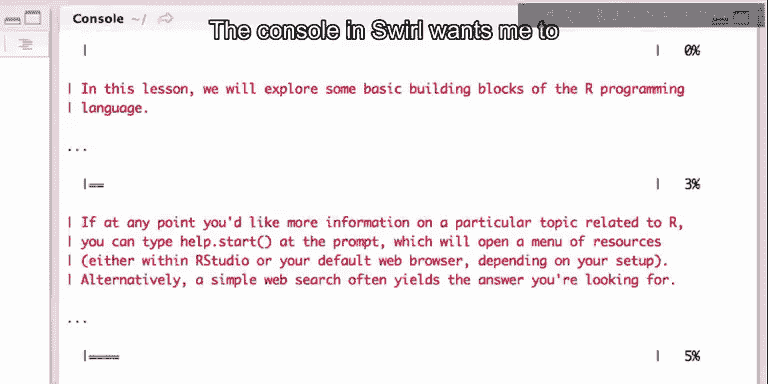 Console ~/
The console in Swirl wants me to
| | 0%
| In this lesson, we will explore some basic building blocks of the R programming
| language.
...
|== | 3%
| If at any point you'd like more information on a particular topic related to R,
| you can type help.start() at the prompt, which will open a menu of resources
| (either within RStudio or your default web browser, depending on your setup).
| Alternatively, a simple web search often yields the answer you're looking for.
...
|==== | 5%